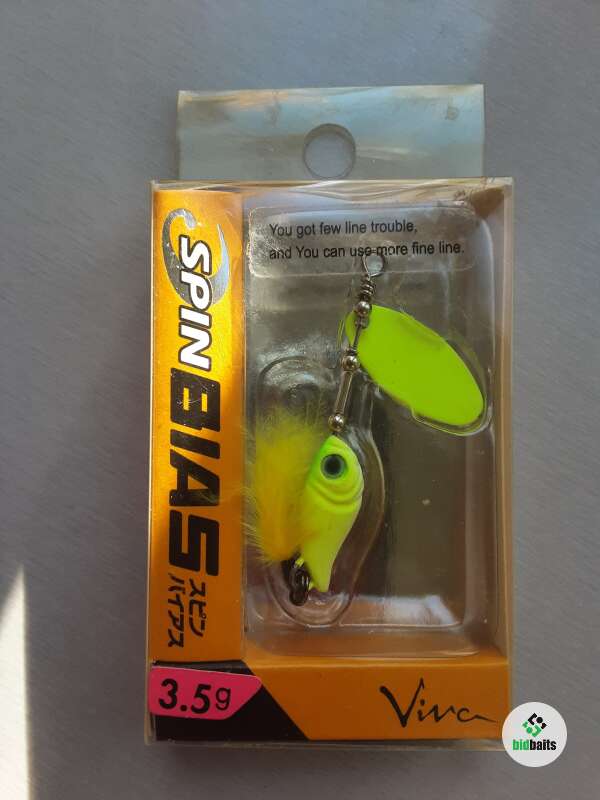 You got few line trouble,
and You can use more fine line.
SPIN
BIAS
スピン
バイアス
3.5g
Viva
bidbaits